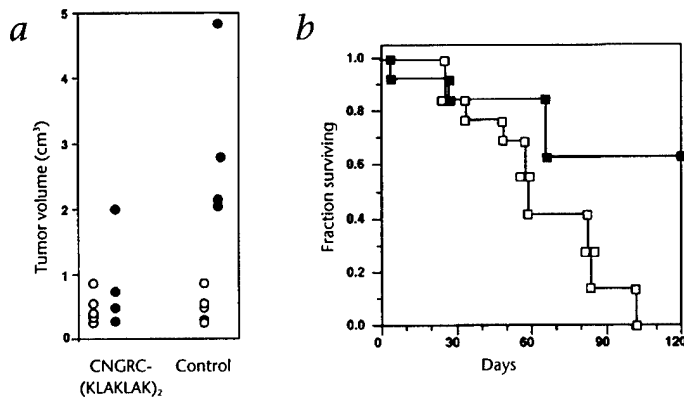 a
b
5
4
3
2
1
0
Tumor volume (cm³)
CNGRC-
(KLAKLAK)₂
Control
1.0
0.8
0.6
0.4
0.2
0.0
Fraction surviving
0
30
60
90
120
Days